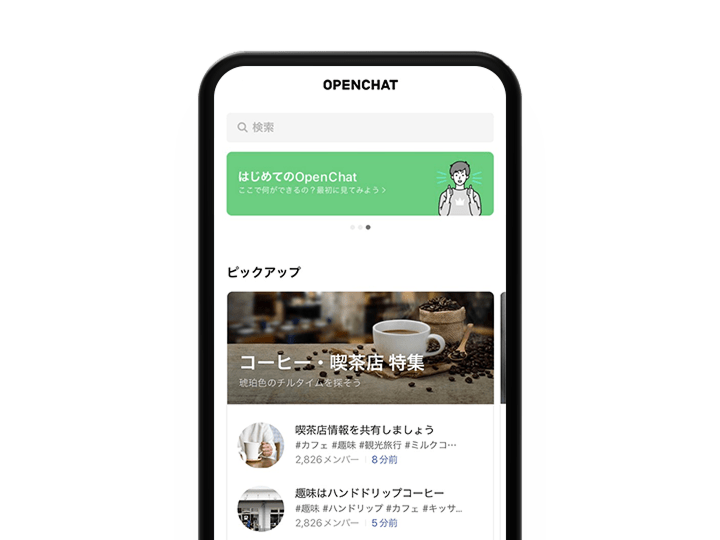 OPENCHAT
検索
はじめてのOpenChat
ここで何ができるの？最初に見てみよう
ピックアップ
コーヒー・喫茶店 特集
琥珀色のチルタイムを探そう
喫茶店情報を共有しましょう
#カフェ #趣味 #観光旅行 #ミルクコ…
2,826メンバー 8分前
趣味はハンドドリップコーヒー
#趣味 #ハンドリップ #カフェ #キッサ...
2,826メンバー 5分前